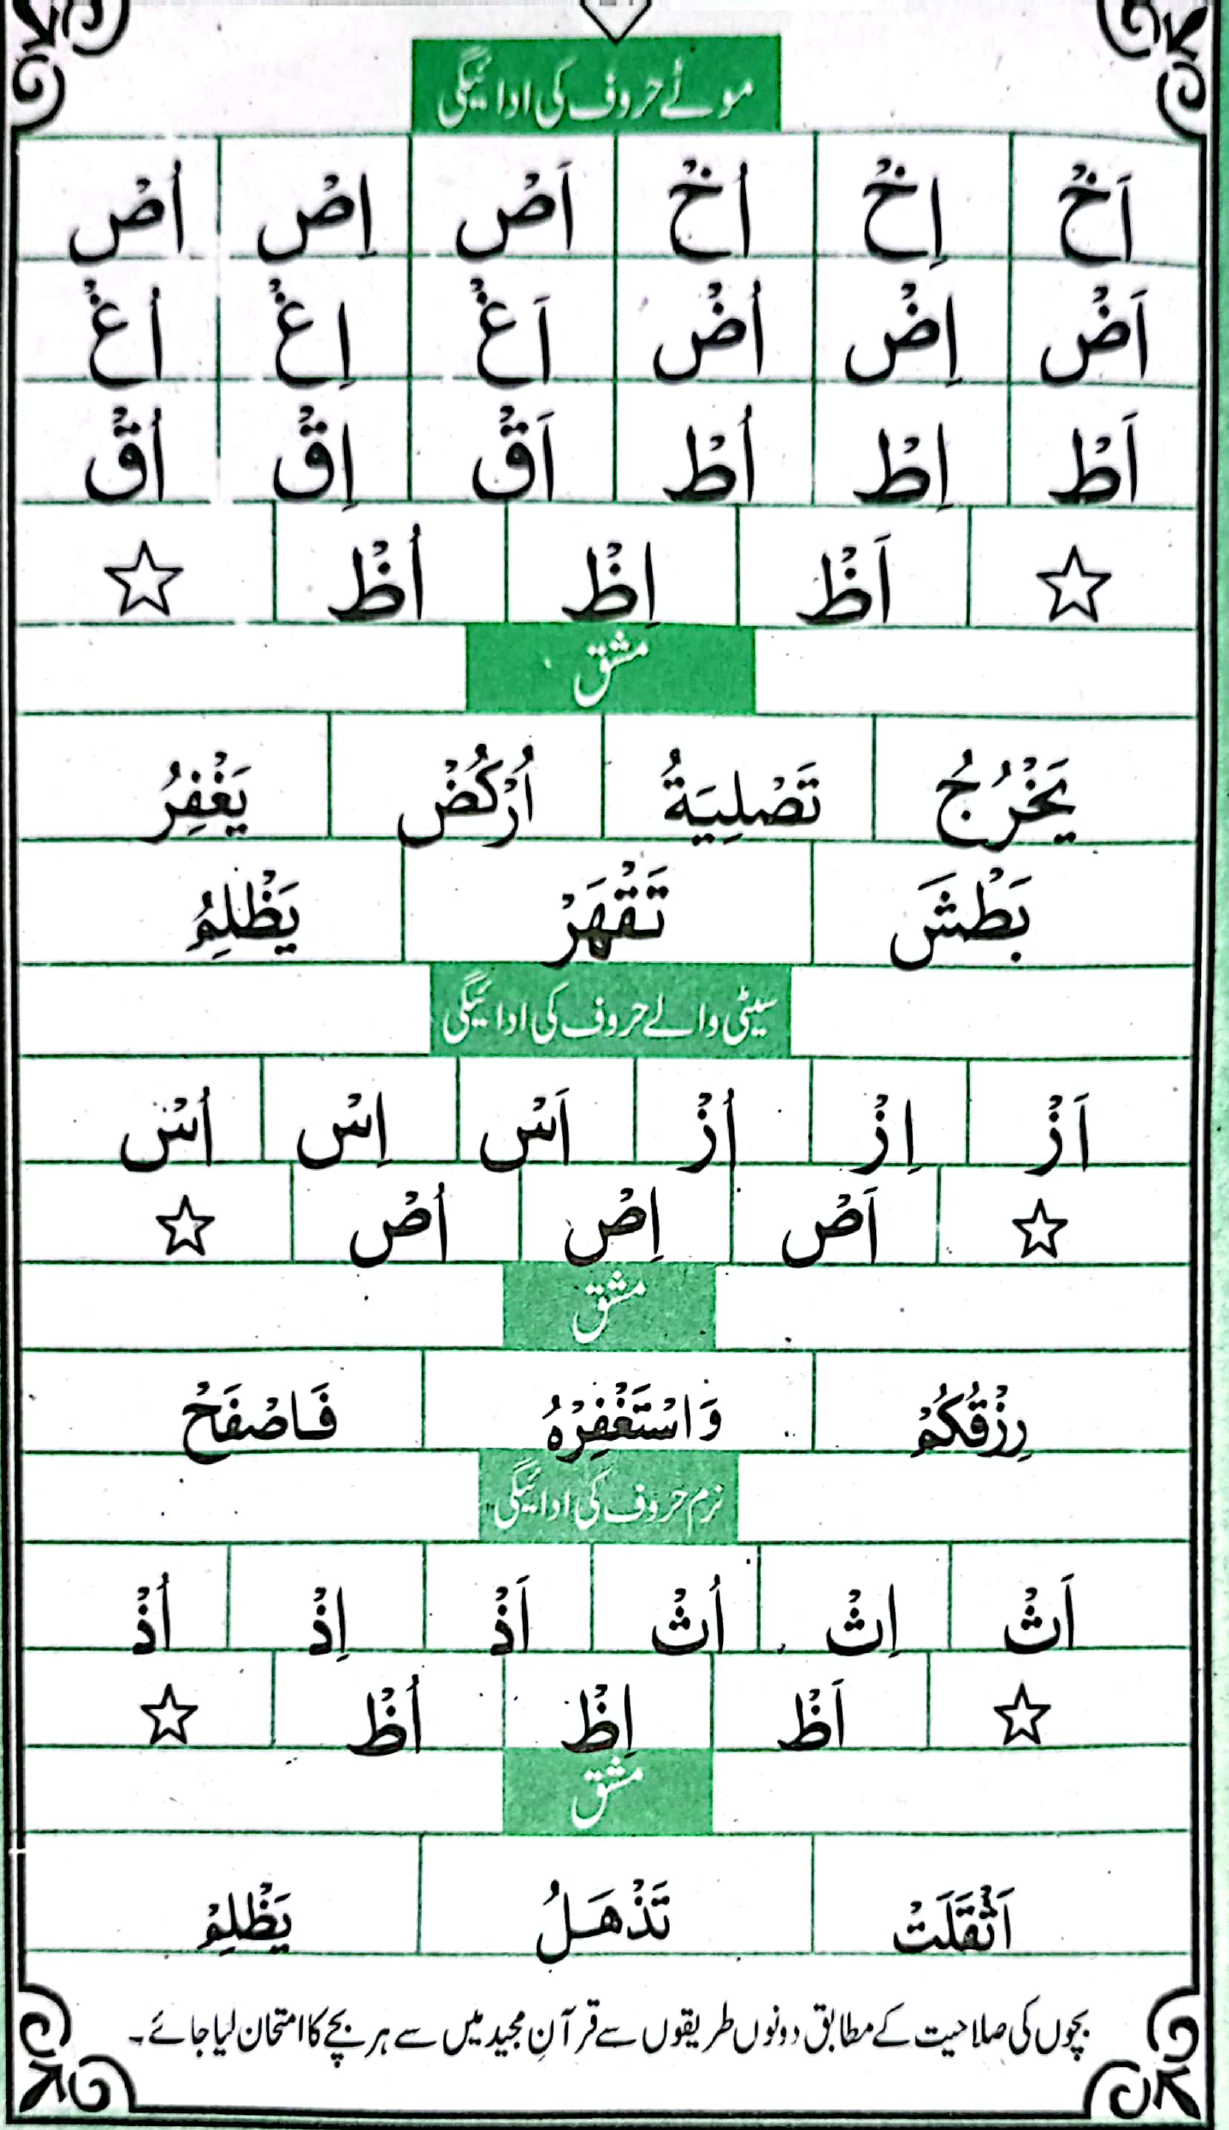 موٹے حروف کی ادائیگی
اَخْ اِخْ اُخْ اَصْ اِصْ اُصْ
اَضْ اِضْ اُضْ اَغْ اِغْ اُغْ
اَطْ اِطْ اُطْ اَقْ اِقْ اُقْ
☆ اَظْ اِظْ اُظْ ☆
مشق
يَخْرُجُ تَصْلِيَةُ اُرْكُضْ يَغْفِرُ
بَطْشَ تَقْهَرْ يَظْلِمُ
سیٹی والے حروف کی ادائیگی
اَزْ اِزْ اُزْ اَسْ اِسْ اُسْ
☆ اَصْ اِصْ اُصْ ☆
مشق
رِزْقُكُمْ وَاسْتَغْفِرْهُ فَاصْفَحْ
نرم حروف کی ادائیگی
اَثْ اِثْ اُثْ اَذْ اِذْ اُذْ
☆ اَظْ اِظْ اُظْ ☆
مشق
اَثْقَلَتْ تَذْهَلُ يَظْلِمْ
بچوں کی صلاحیت کے مطابق دونوں طریقوں سے قرآنِ مجید میں سے ہر بچے کا امتحان لیا جائے۔